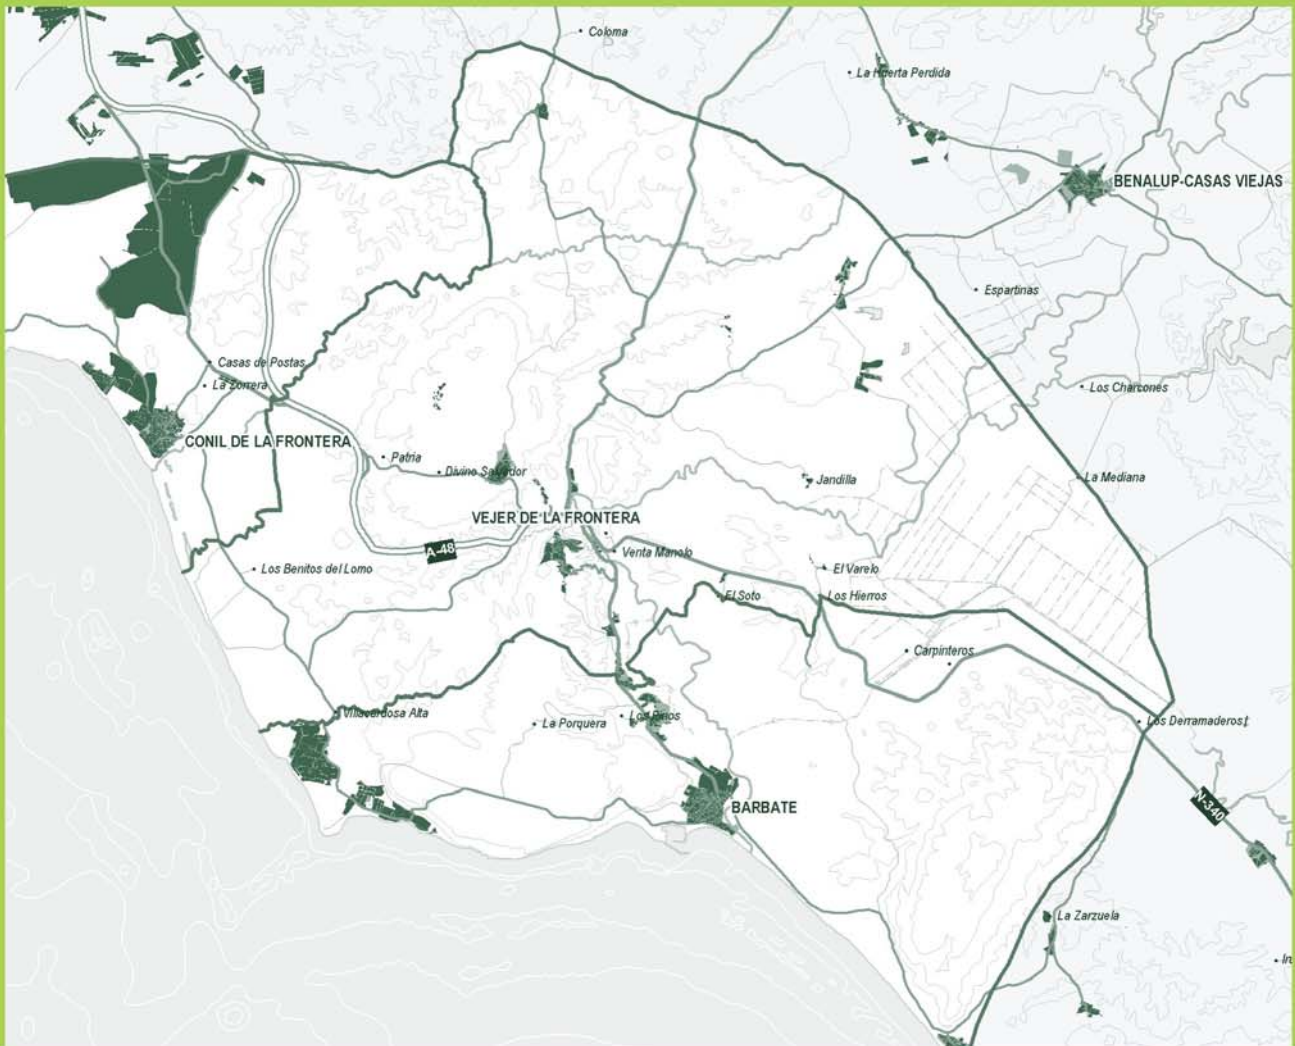 Coloma
La Huerta Perdida
BENALUP-CASAS VIEJAS
Espartinas
Casas de Postas
La Zorrera
Los Charcones
CONIL DE LA FRONTERA
Patria
Divino Salvador
Jandilla
La Mediana
VEJER DE LA FRONTERA
A-48
Venta Manolo
Los Benitos del Lomo
El Varelo
El Soto
Los Hierros
Carpinteros
Villacardosa Alta
La Porquera
Los Pinos
Los Derramaderos
BARBATE
N-340
La Zarzuela